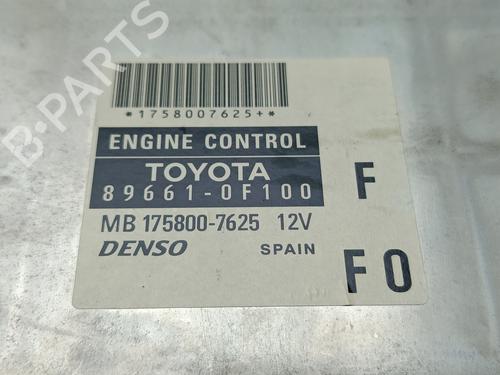 *1758007625+*
ENGINE CONTROL
TOYOTA
89661-0F100 F
MB 175800-7625 12V
DENSO SPAIN F0
B-PARTS